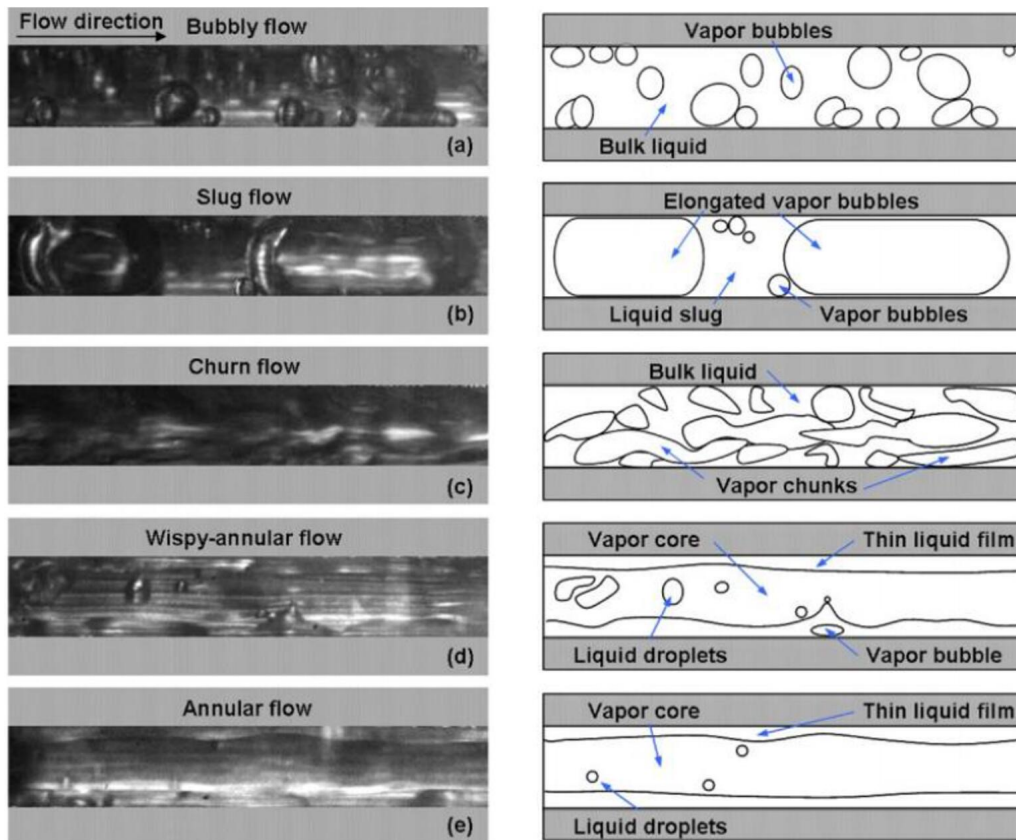 Flow direction
Bubbly flow
(a)
Vapor bubbles
Bulk liquid
Slug flow
(b)
Elongated vapor bubbles
Liquid slug
Vapor bubbles
Churn flow
(c)
Bulk liquid
Vapor chunks
Wispy-annular flow
(d)
Vapor core
Thin liquid film
Liquid droplets
Vapor bubble
Annular flow
(e)
Vapor core
Thin liquid film
Liquid droplets